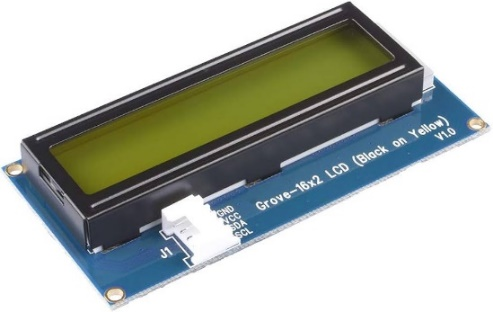 Grove-16x2 LCD (Black on Yellow)
V1.0
GND
VCC
SDA
SCL
J1